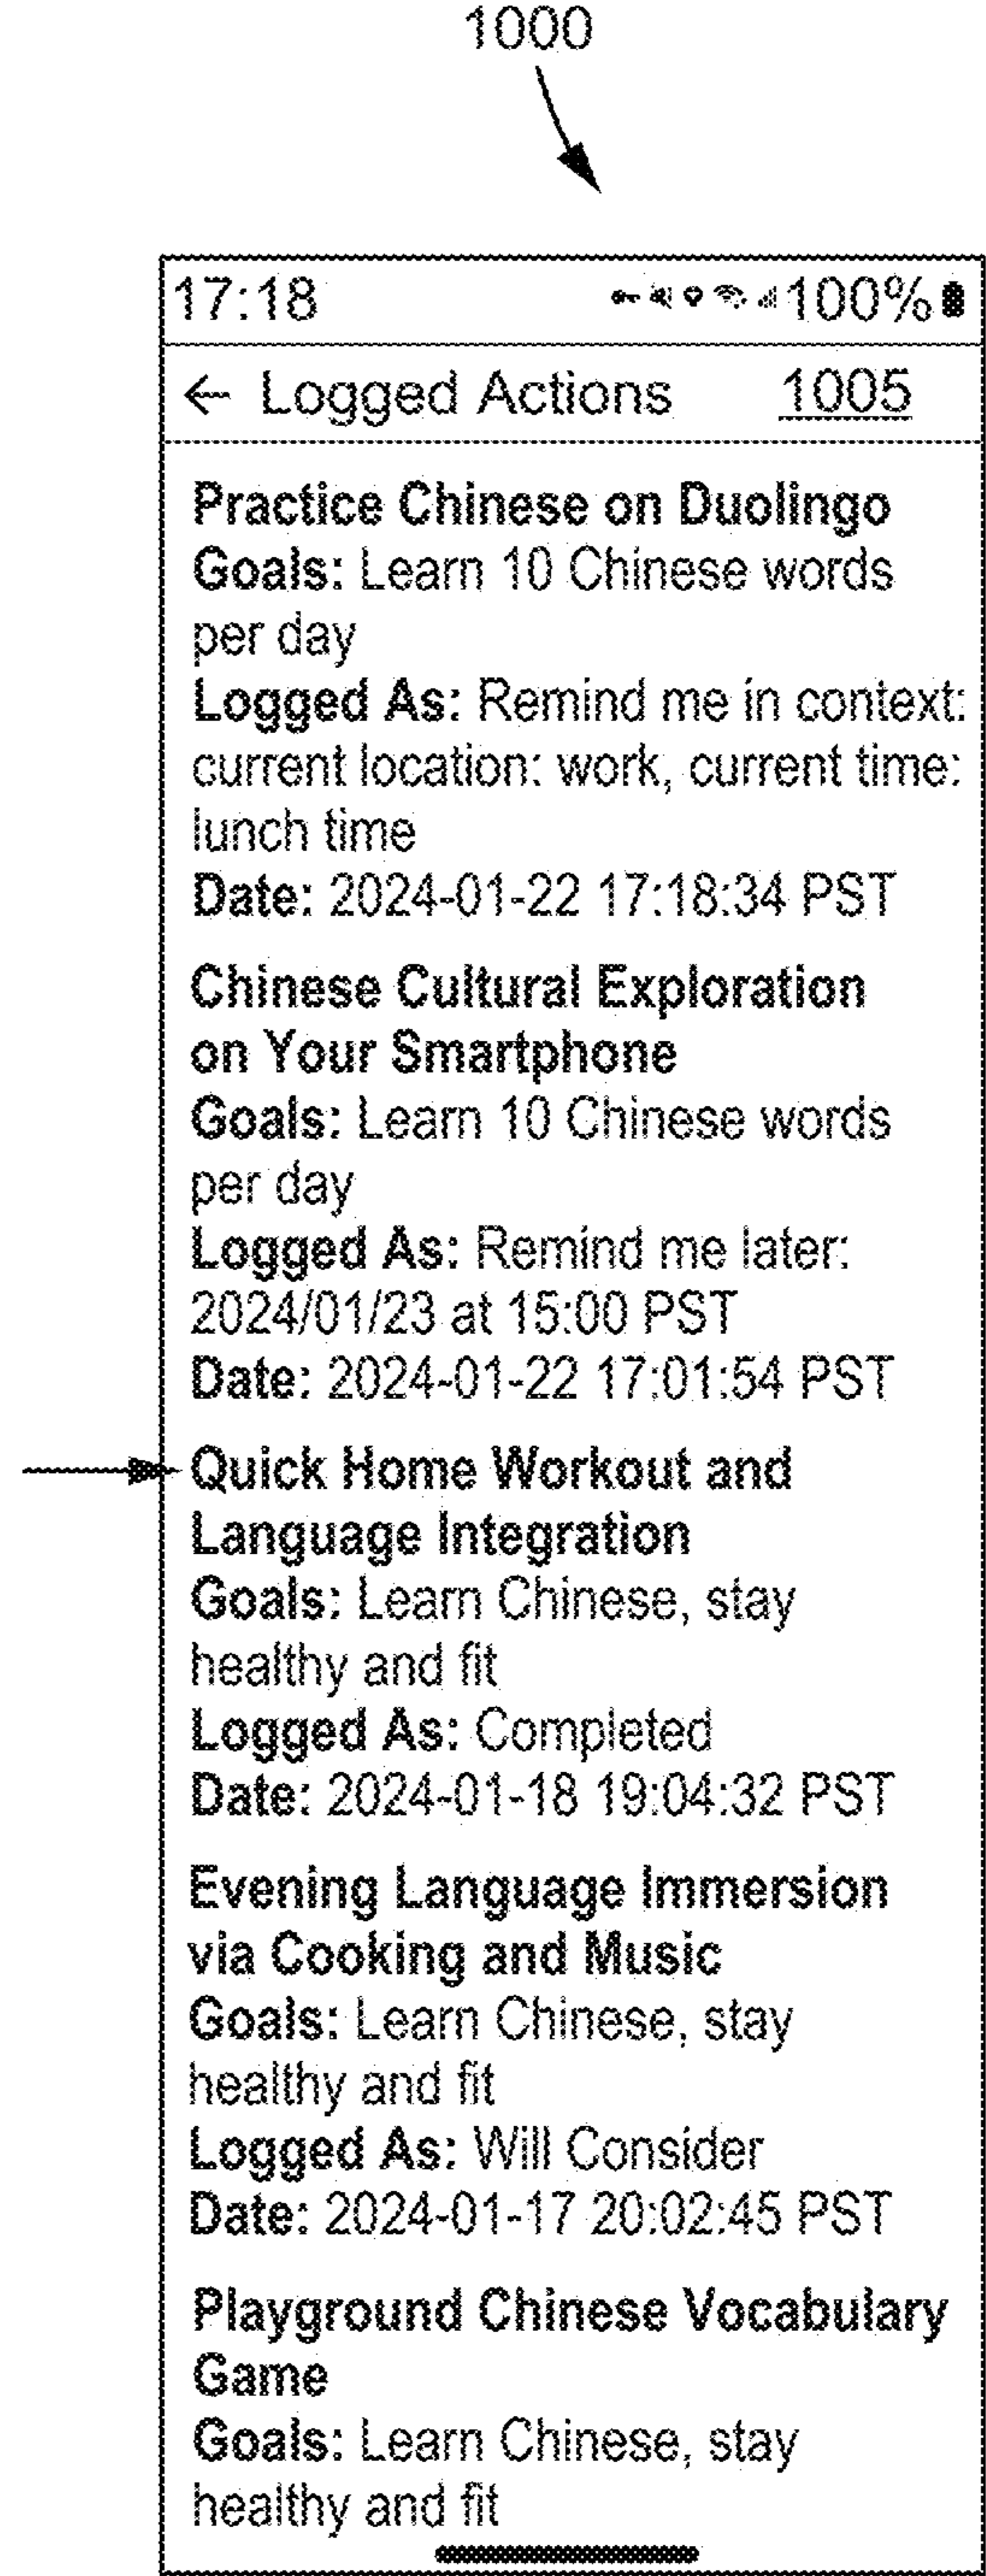 1000
17:18 100%
← Logged Actions 1005
Practice Chinese on Duolingo
Goals: Learn 10 Chinese words
per day
Logged As: Remind me in context:
current location: work, current time:
lunch time
Date: 2024-01-22 17:18:34 PST
Chinese Cultural Exploration
on Your Smartphone
Goals: Learn 10 Chinese words
per day
Logged As: Remind me later:
2024/01/23 at 15:00 PST
Date: 2024-01-22 17:01:54 PST
Quick Home Workout and
Language Integration
Goals: Learn Chinese, stay
healthy and fit
Logged As: Completed
Date: 2024-01-18 19:04:32 PST
Evening Language Immersion
via Cooking and Music
Goals: Learn Chinese, stay
healthy and fit
Logged As: Will Consider
Date: 2024-01-17 20:02:45 PST
Playground Chinese Vocabulary
Game
Goals: Learn Chinese, stay
healthy and fit